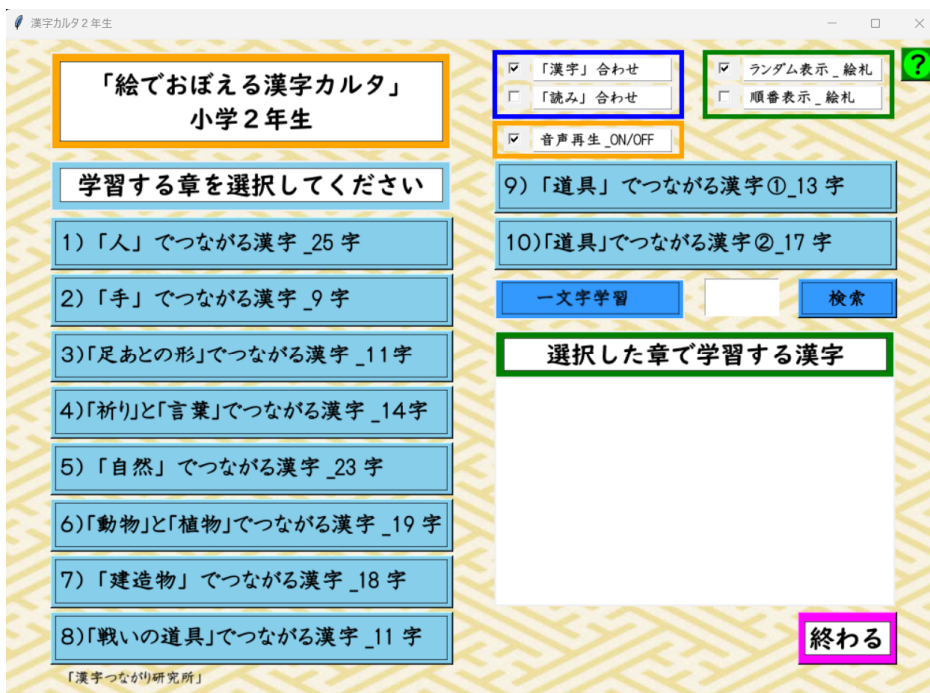 漢字カルタ2年生
「絵でおぼえる漢字カルタ」
小学2年生
学習する章を選択してください
1)「人」でつながる漢字_25字
2)「手」でつながる漢字_9字
3)「足あとの形」でつながる漢字_11字
4)「祈り」と「言葉」でつながる漢字_14字
5)「自然」でつながる漢字_23字
6)「動物」と「植物」でつながる漢字_19字
7)「建造物」でつながる漢字_18字
8)「戦いの道具」でつながる漢字_11字
「漢字つながり研究所」
「漢字」合わせ
「読み」合わせ
ランダム表示_絵札
順番表示_絵札
?
音声再生_ON/OFF
9)「道具」でつながる漢字①_13字
10)「道具」でつながる漢字②_17字
一文字学習
検索
選択した章で学習する漢字
終わる